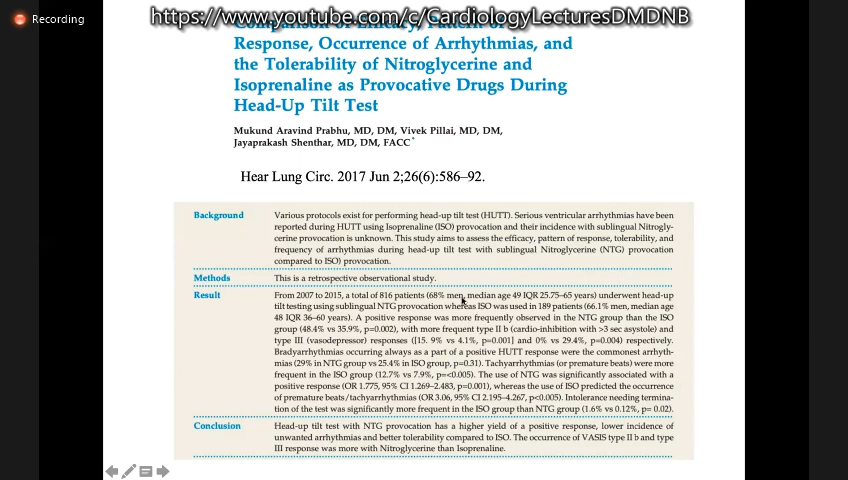 Recording
https://www.youtube.com/c/CardiologyLecturesDMDNB
Response, Occurrence of Arrhythmias, and
the Tolerability of Nitroglycerine and
Isoprenaline as Provocative Drugs During
Head-Up Tilt Test
Mukund Aravind Prabhu, MD, DM, Vivek Pillai, MD, DM,
Jayaprakash Shenthar, MD, DM, FACC*
Hear Lung Circ. 2017 Jun 2;26(6):586–92.
Background
Various protocols exist for performing head-up tilt test (HUTT). Serious ventricular arrhythmias have been
reported during HUTT using Isoprenaline (ISO) provocation and their incidence with sublingual Nitrogly-
cerine provocation is unknown. This study aims to assess the efficacy, pattern of response, tolerability, and
frequency of arrhythmias during head-up tilt test with sublingual Nitroglycerine (NTG) provocation
compared to ISO) provocation.
Methods
This is a retrospective observational study.
Result
From 2007 to 2015, a total of 816 patients (68% men, median age 49 IQR 25.75–65 years) underwent head-up
tilt testing using sublingual NTG provocation whereas ISO was used in 189 patients (66.1% men, median age
48 IQR 36–60 years). A positive response was more frequently observed in the NTG group than the ISO
group (48.4% vs 35.9%, p=0.002), with more frequent type II b (cardio-inhibition with >3 sec asystole) and
type III (vasodepressor) responses ([15. 9% vs 4.1%, p=0.001] and 0% vs 29.4%, p=0.004) respectively.
Bradyarrhythmias occurring always as a part of a positive HUTT response were the commonest arrhyth-
mias (29% in NTG group vs 25.4% in ISO group, p=0.31). Tachyarrhythmias (or premature beats) were more
frequent in the ISO group (12.7% vs 7.9%, p=<0.005). The use of NTG was significantly associated with a
positive response (OR 1.775, 95% CI 1.269–2.483, p=0.001), whereas the use of ISO predicted the occurrence
of premature beats/tachyarrhythmias (OR 3.06, 95% CI 2.195–4.267, p<0.005). Intolerance needing termina-
tion of the test was significantly more frequent in the ISO group than NTG group (1.6% vs 0.12%, p= 0.02).
Conclusion
Head-up tilt test with NTG provocation has a higher yield of a positive response, lower incidence of
unwanted arrhythmias and better tolerability compared to ISO. The occurrence of VASIS type II b and type
III response was more with Nitroglycerine than Isoprenaline.